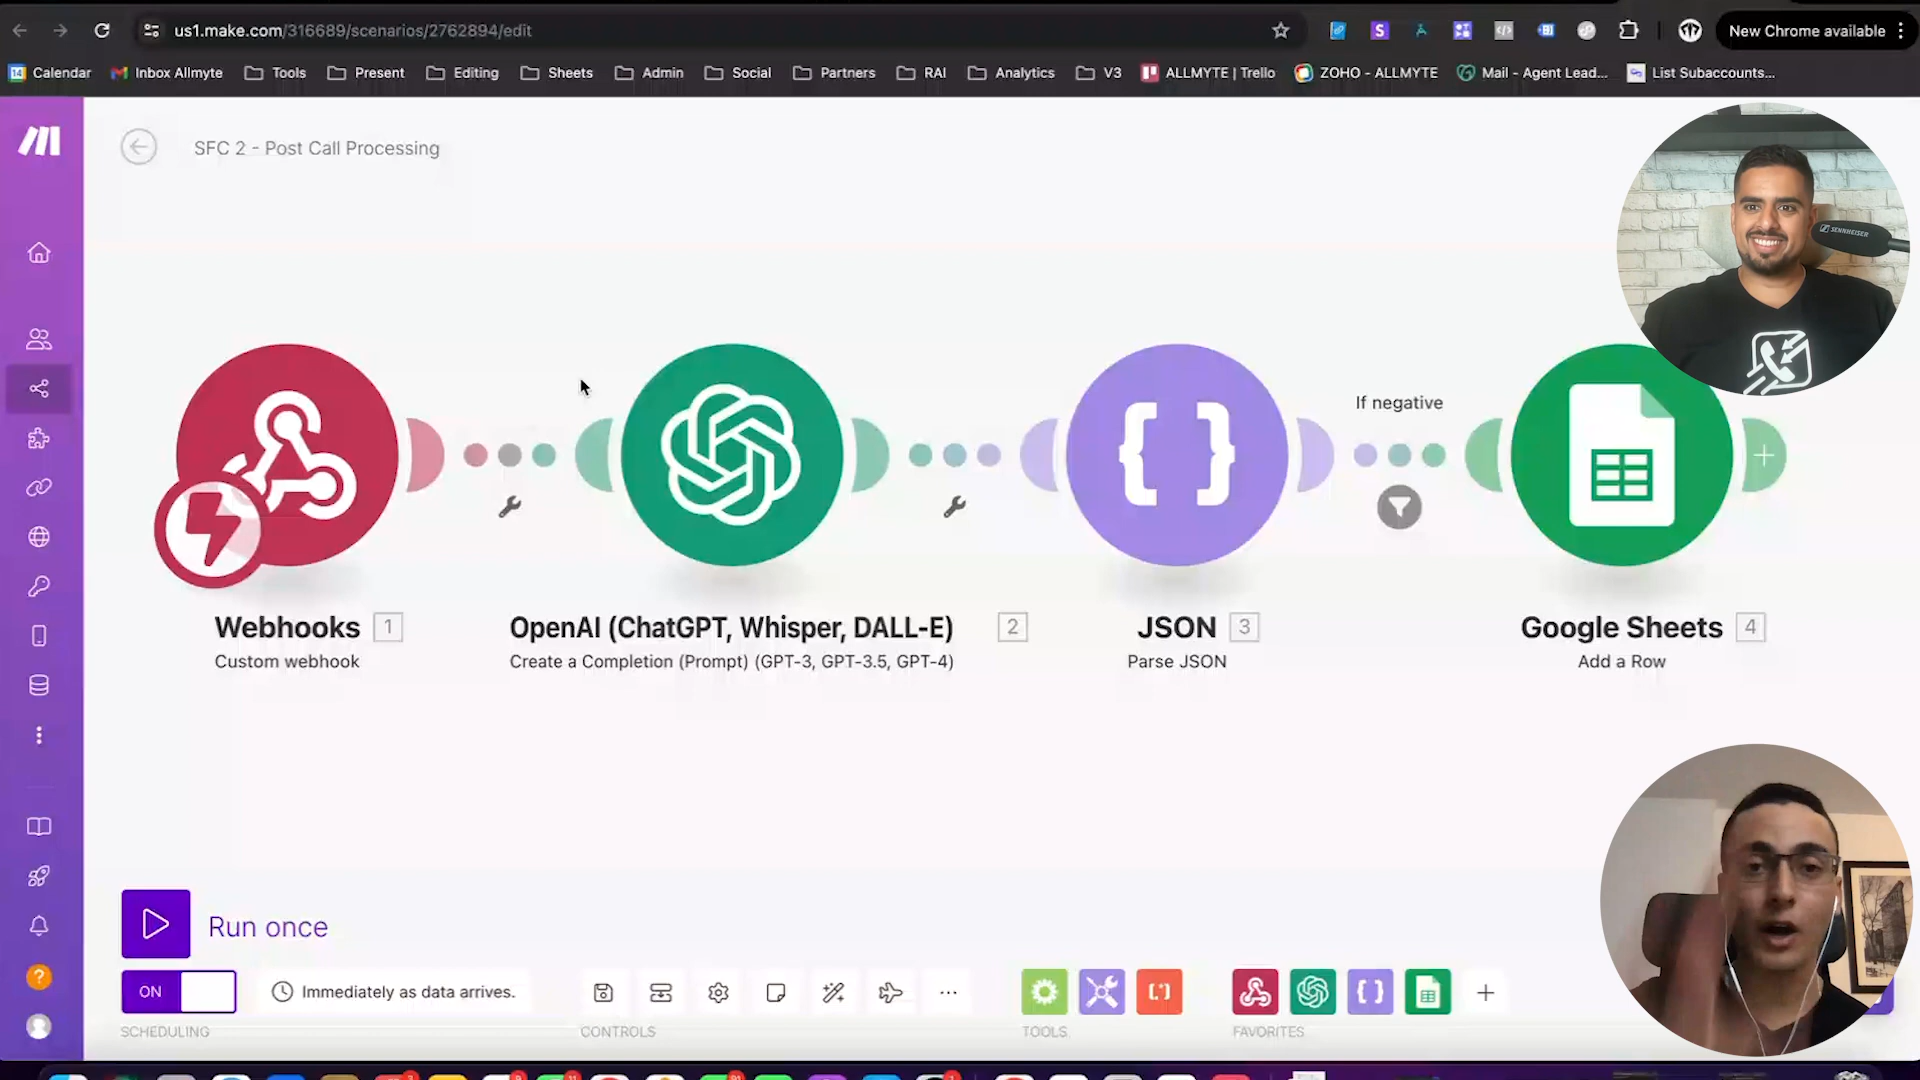 us1.make.com/316689/scenarios/2762894/edit
New Chrome available
Calendar
Inbox Allmyte
Tools
Present
Editing
Sheets
Admin
Social
Partners
RAI
Analytics
V3
ALLMYTE | Trello
ZOHO - ALLMYTE
Mail - Agent Lead...
List Subaccounts...
SFC 2 - Post Call Processing
SENNHEISER
If negative
Webhooks 1
Custom webhook
OpenAI (ChatGPT, Whisper, DALL-E) 2
Create a Completion (Prompt) (GPT-3, GPT-3.5, GPT-4)
JSON 3
Parse JSON
Google Sheets 4
Add a Row
Run once
ON
Immediately as data arrives.
SCHEDULING
CONTROLS
TOOLS
FAVORITES